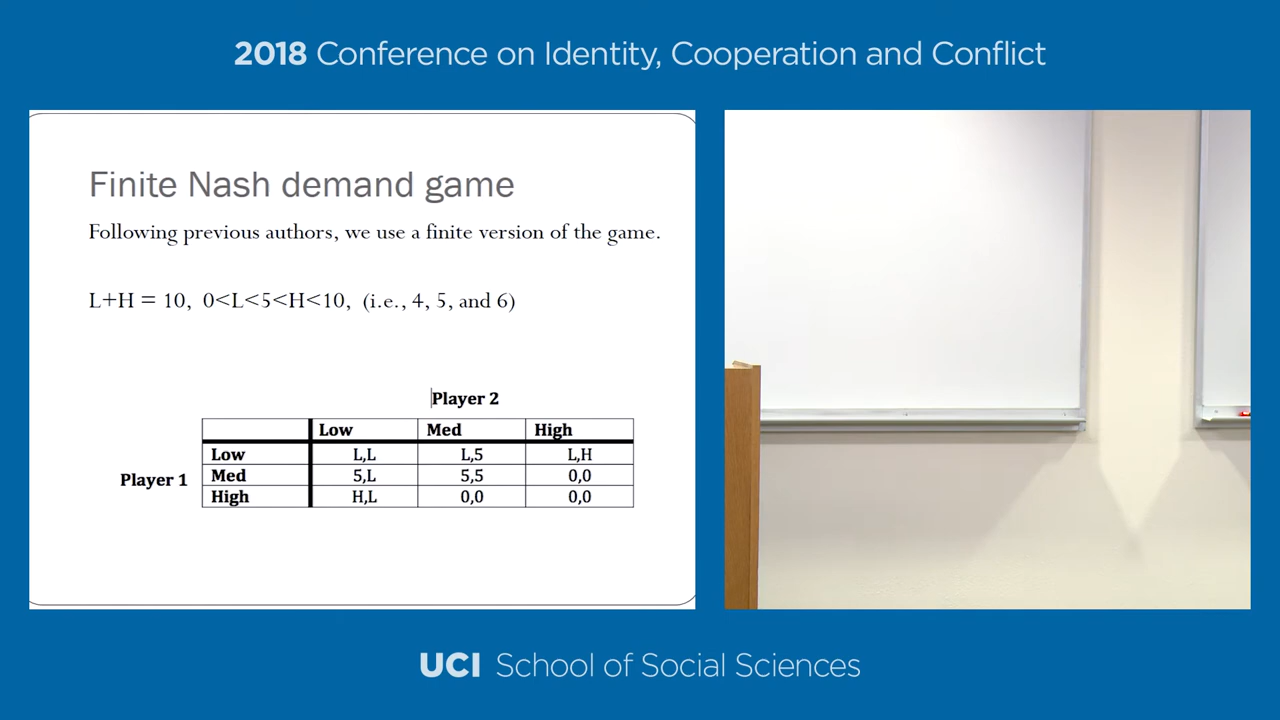 2018 Conference on Identity, Cooperation and Conflict
Finite Nash demand game
Following previous authors, we use a finite version of the game.
L+H = 10, 0<L<5<H<10, (i.e., 4, 5, and 6)
Player 2
Low Med High
Player 1
Low L,L L,5 L,H
Med 5,L 5,5 0,0
High H,L 0,0 0,0
UCI School of Social Sciences